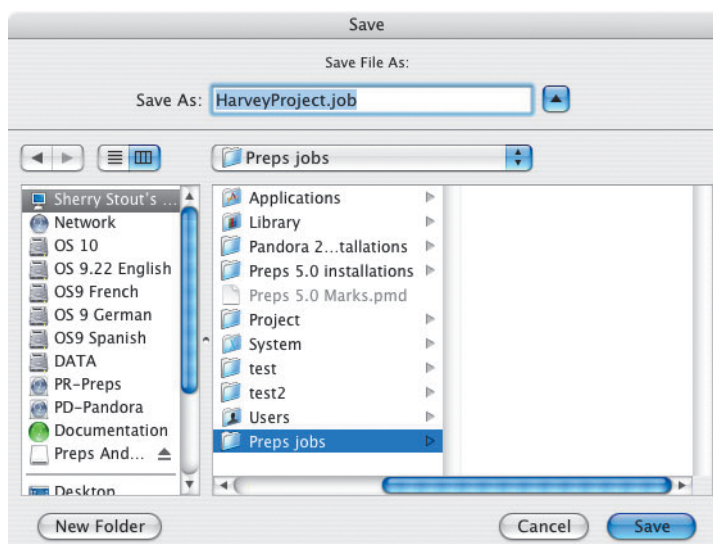 Save
Save File As:
Save As: HarveyProject.job
Preps jobs
Sherry Stout's ...
Network
OS 10
OS 9.22 English
OS9 French
OS 9 German
OS9 Spanish
DATA
PR-Preps
PD-Pandora
Documentation
Preps And...
Desktop
Applications
Library
Pandora 2...tallations
Preps 5.0 installations
Preps 5.0 Marks.pmd
Project
System
test
test2
Users
Preps jobs
New Folder
Cancel
Save